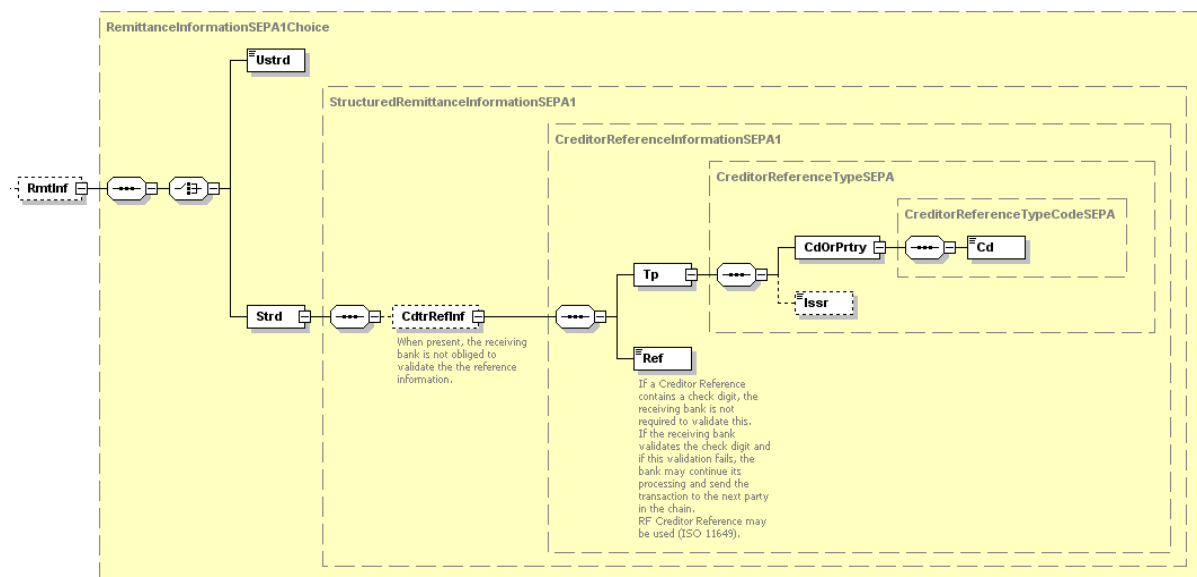 RemittanceInformationSEPA1Choice
Ustrd
StructuredRemittanceInformationSEPA1
CreditorReferenceInformationSEPA1
CreditorReferenceTypeSEPA
RmtInf
CreditorReferenceTypeCodeSEPA
CdOrPrtry
Cd
Tp
Issr
Strd
CdtrRefInf
When present, the receiving
bank is not obliged to
validate the the reference
information.
Ref
If a Creditor Reference
contains a check digit, the
receiving bank is not
required to validate this.
If the receiving bank
validates the check digit and
if this validation fails, the
bank may continue its
processing and send the
transaction to the next party
in the chain.
RF Creditor Reference may
be used (ISO 11649).